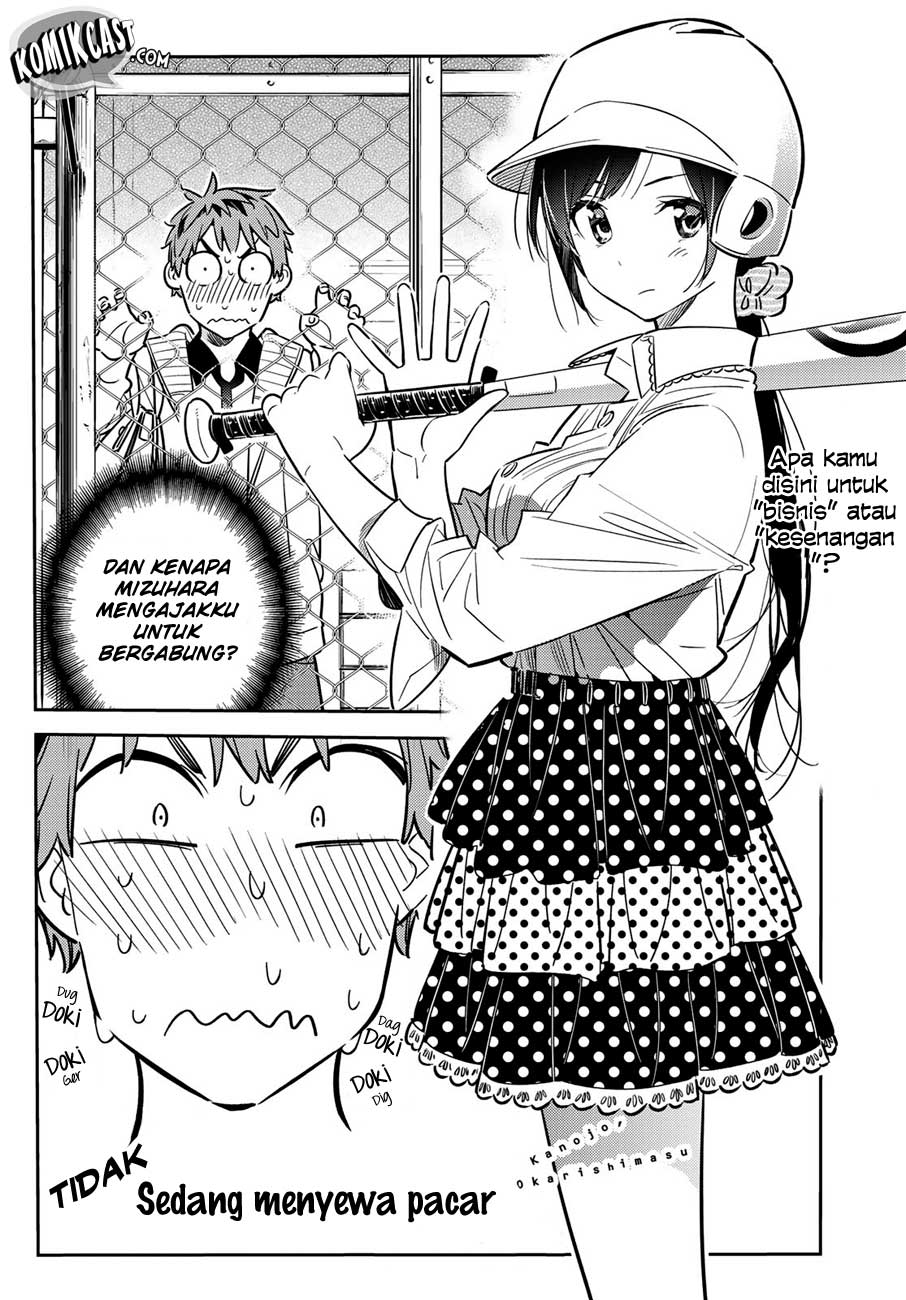 KOMIKCAST
.COM
Apa kamu
disini untuk
"bisnis" atau
"kesenangan
"?
DAN KENAPA
MIZUHARA
MENGAJAKKU
UNTUK
BERGABUNG?
Dug
DOKI
DOKI
Ger
Dag
DOKI
DOKI
Dig
Kanojo,
Okarishimasu
TIDAK
Sedang menyewa pacar